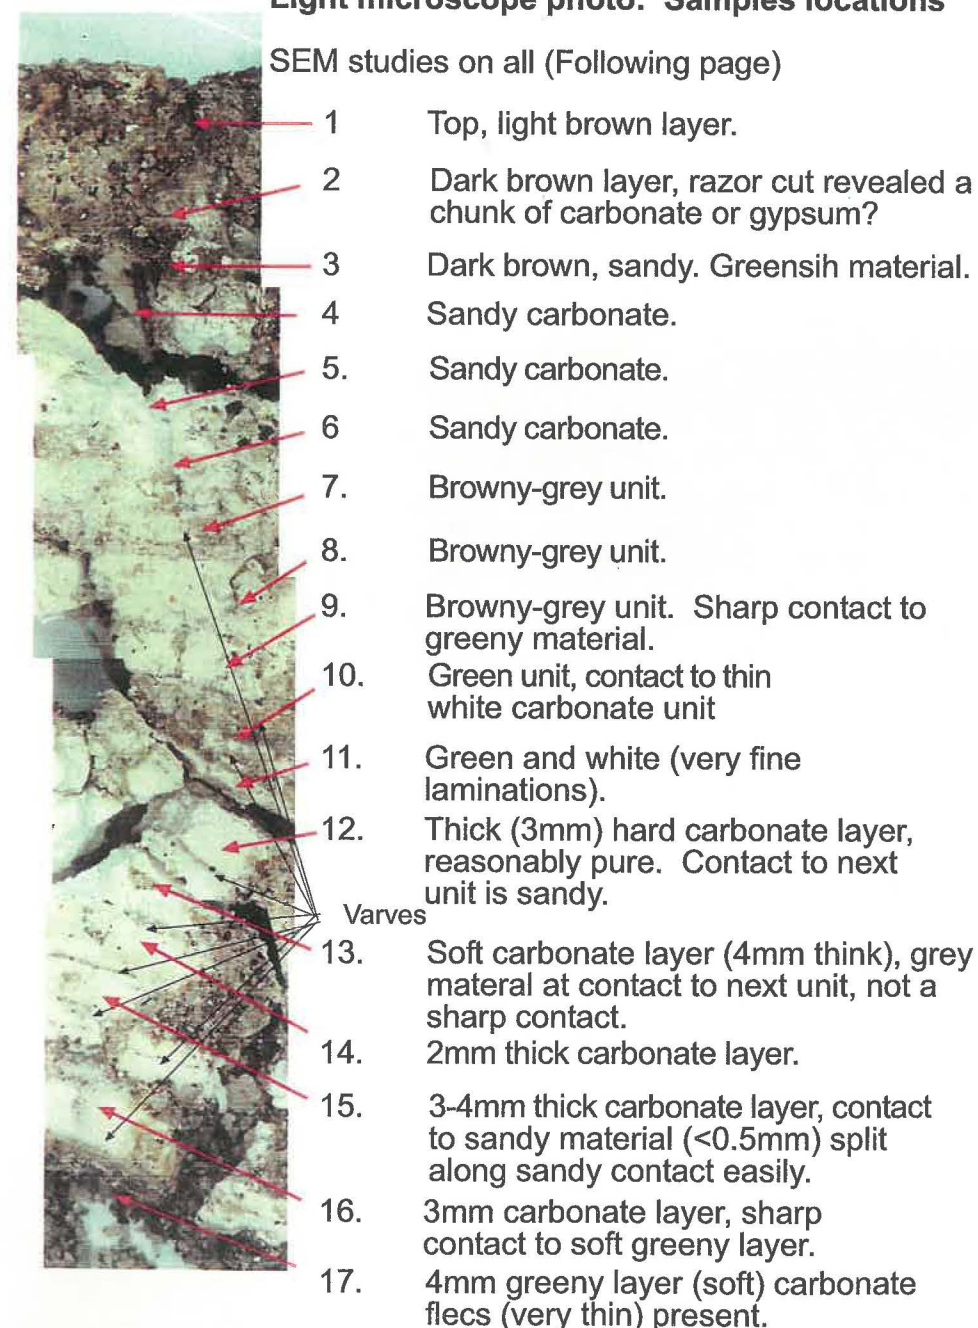 Light microscope photo: Samples locations
SEM studies on all (Following page)
1 Top, light brown layer.
2 Dark brown layer, razor cut revealed a
chunk of carbonate or gypsum?
3 Dark brown, sandy. Greensih material.
4 Sandy carbonate.
5. Sandy carbonate.
6 Sandy carbonate.
7. Browny-grey unit.
8. Browny-grey unit.
9. Browny-grey unit. Sharp contact to
greeny material.
10. Green unit, contact to thin
white carbonate unit
11. Green and white (very fine
laminations).
12. Thick (3mm) hard carbonate layer,
reasonably pure. Contact to next
unit is sandy.
Varves
13. Soft carbonate layer (4mm think), grey
materal at contact to next unit, not a
sharp contact.
14. 2mm thick carbonate layer.
15. 3-4mm thick carbonate layer, contact
to sandy material (<0.5mm) split
along sandy contact easily.
16. 3mm carbonate layer, sharp
contact to soft greeny layer.
17. 4mm greeny layer (soft) carbonate
flecs (very thin) present.